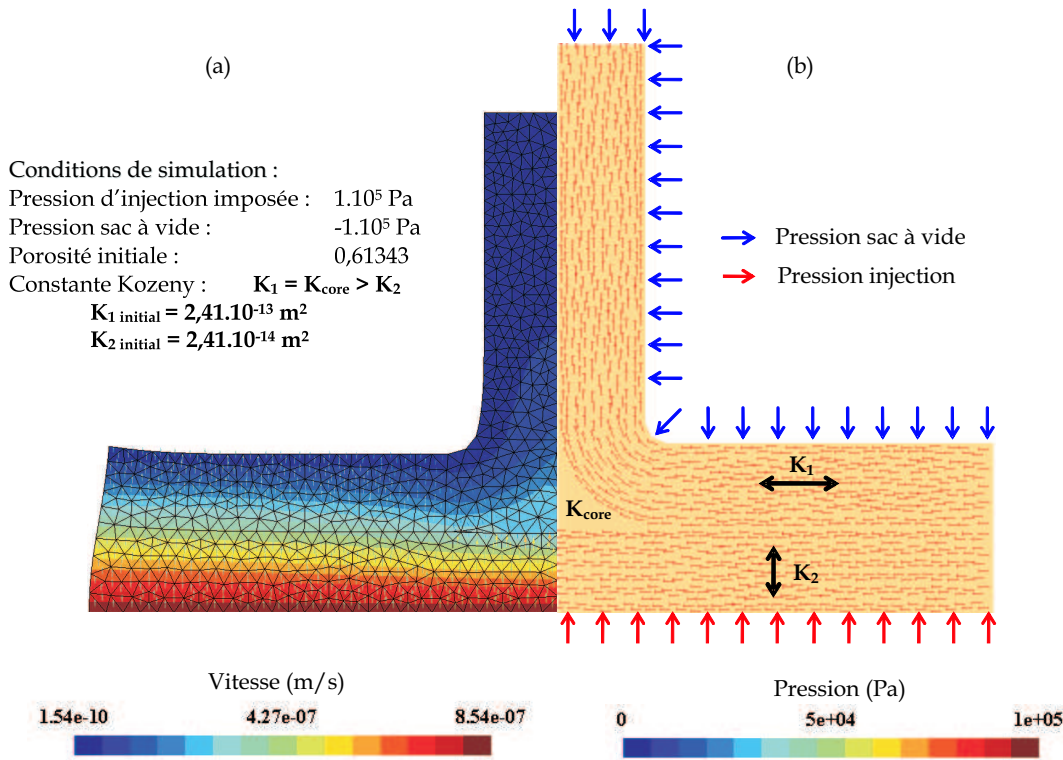 (a)
(b)
Conditions de simulation :
Pression d'injection imposée : 1.10⁵ Pa
Pression sac à vide : -1.10⁵ Pa
Porosité initiale : 0,61343
Constante Kozeny : K₁ = K_core > K₂
K₁ initial = 2,41.10⁻¹³ m²
K₂ initial = 2,41.10⁻¹⁴ m²
Pression sac à vide
Pression injection
K₁
K_core
K₂
Vitesse (m/s)
1.54e-10 4.27e-07 8.54e-07
Pression (Pa)
0 5e+04 1e+05